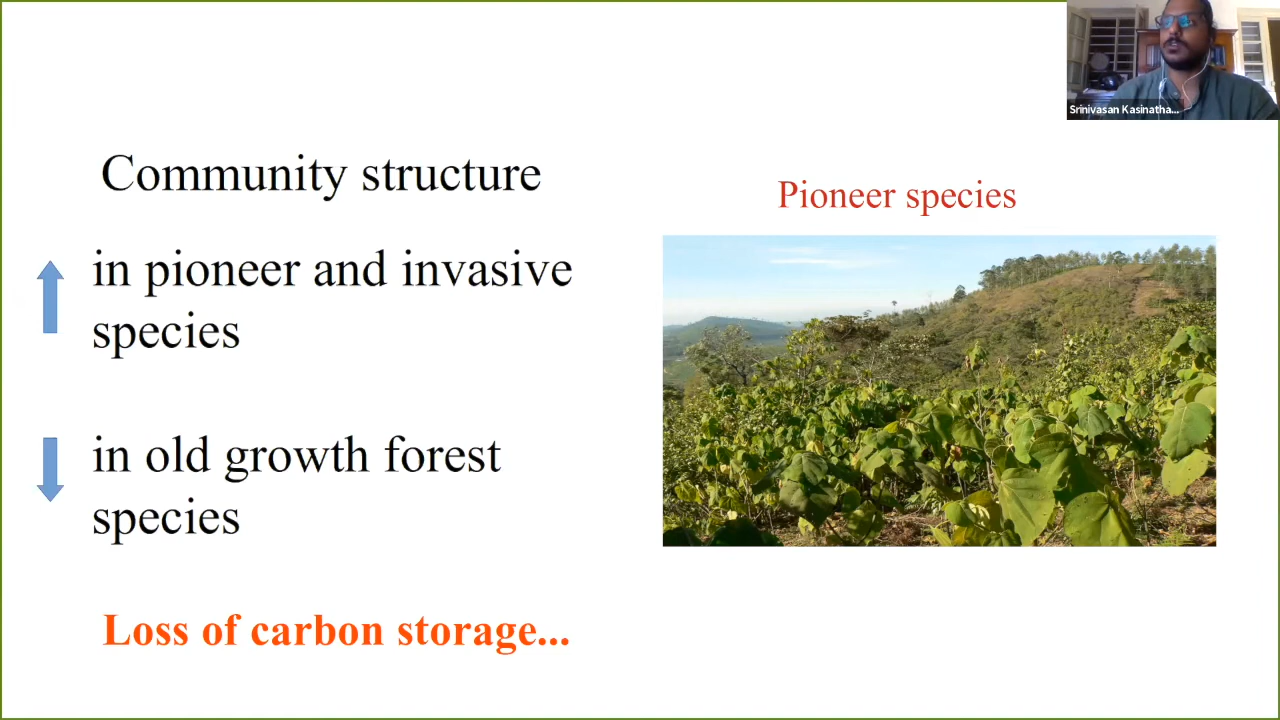 Srinivasan Kasinatha...
Community structure
in pioneer and invasive
species
in old growth forest
species
Loss of carbon storage...
Pioneer species